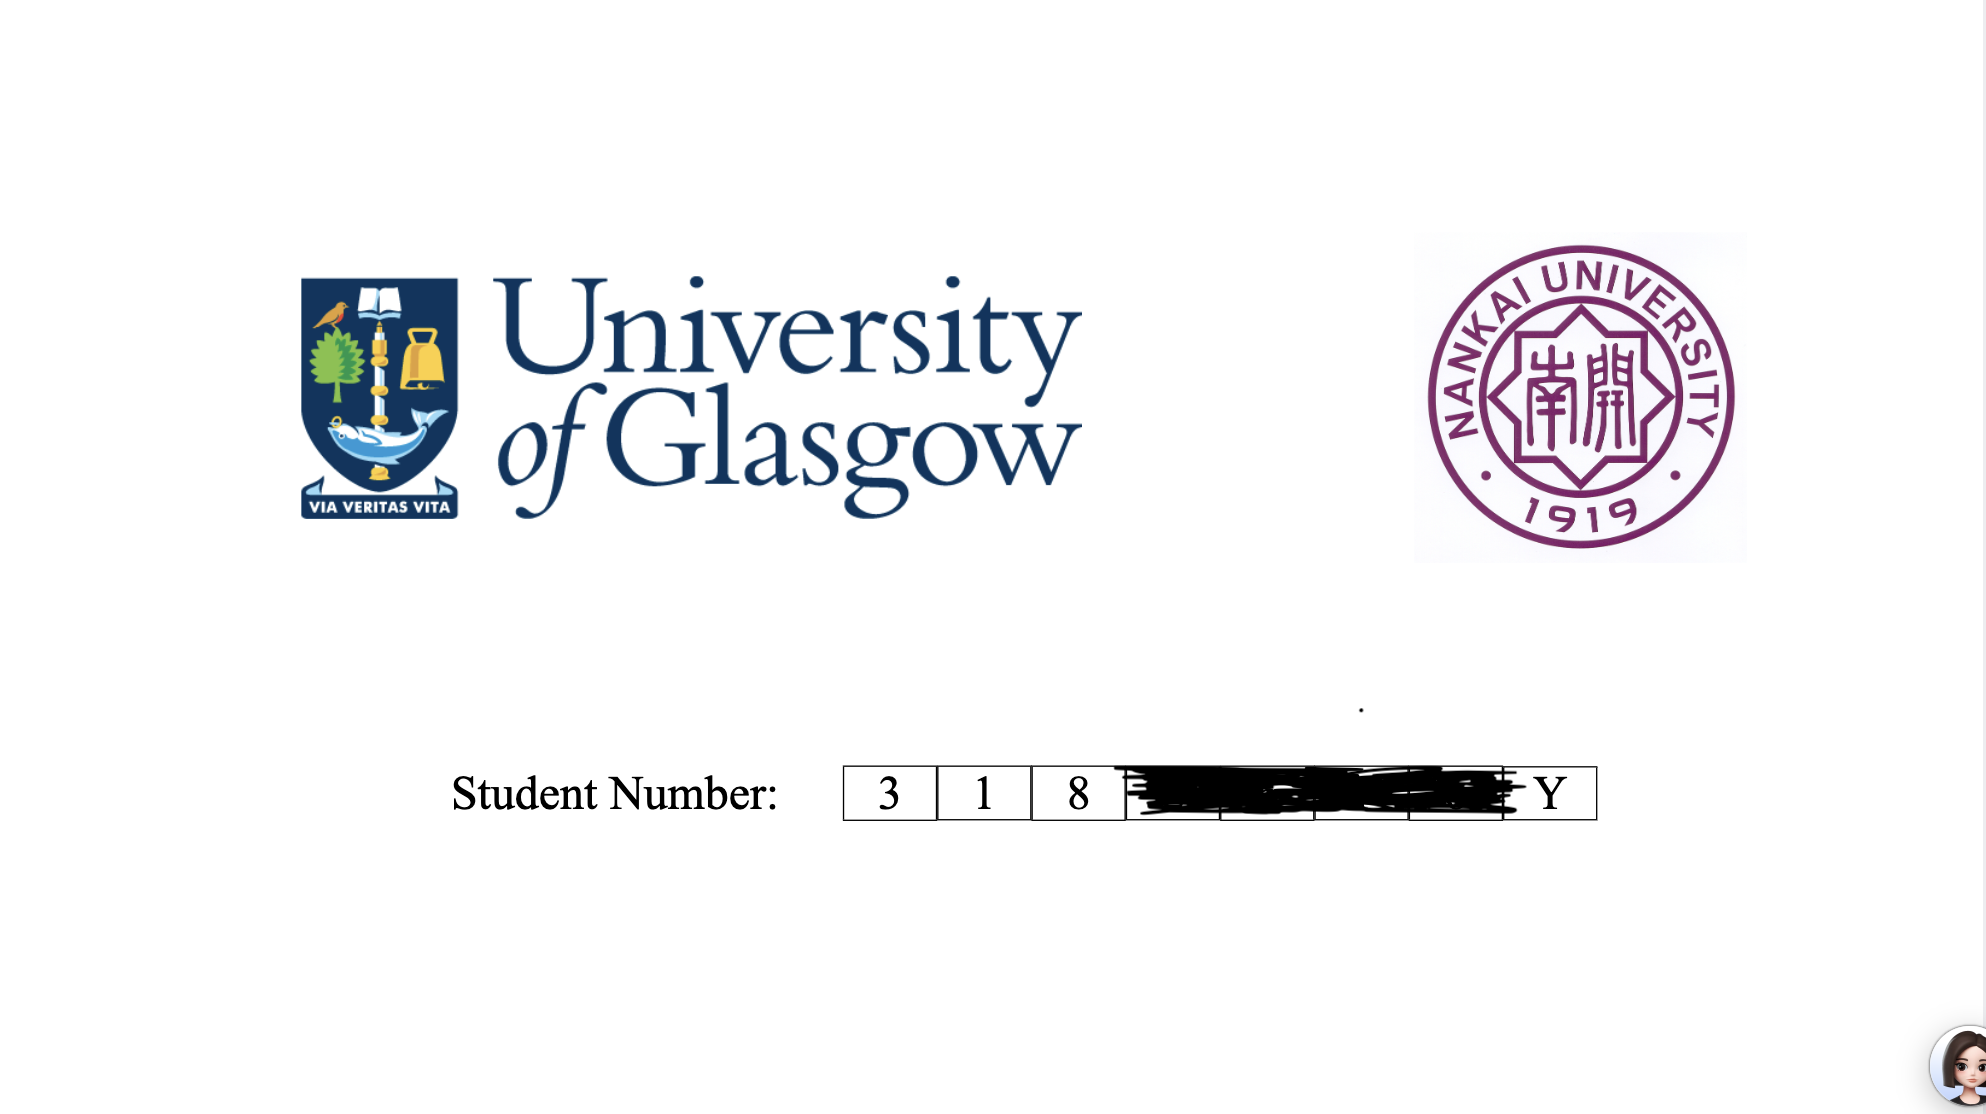 University
of Glasgow
VIA VERITAS VITA
NANKAI UNIVERSITY
南開
1919
Student Number: 3 1 8 Y